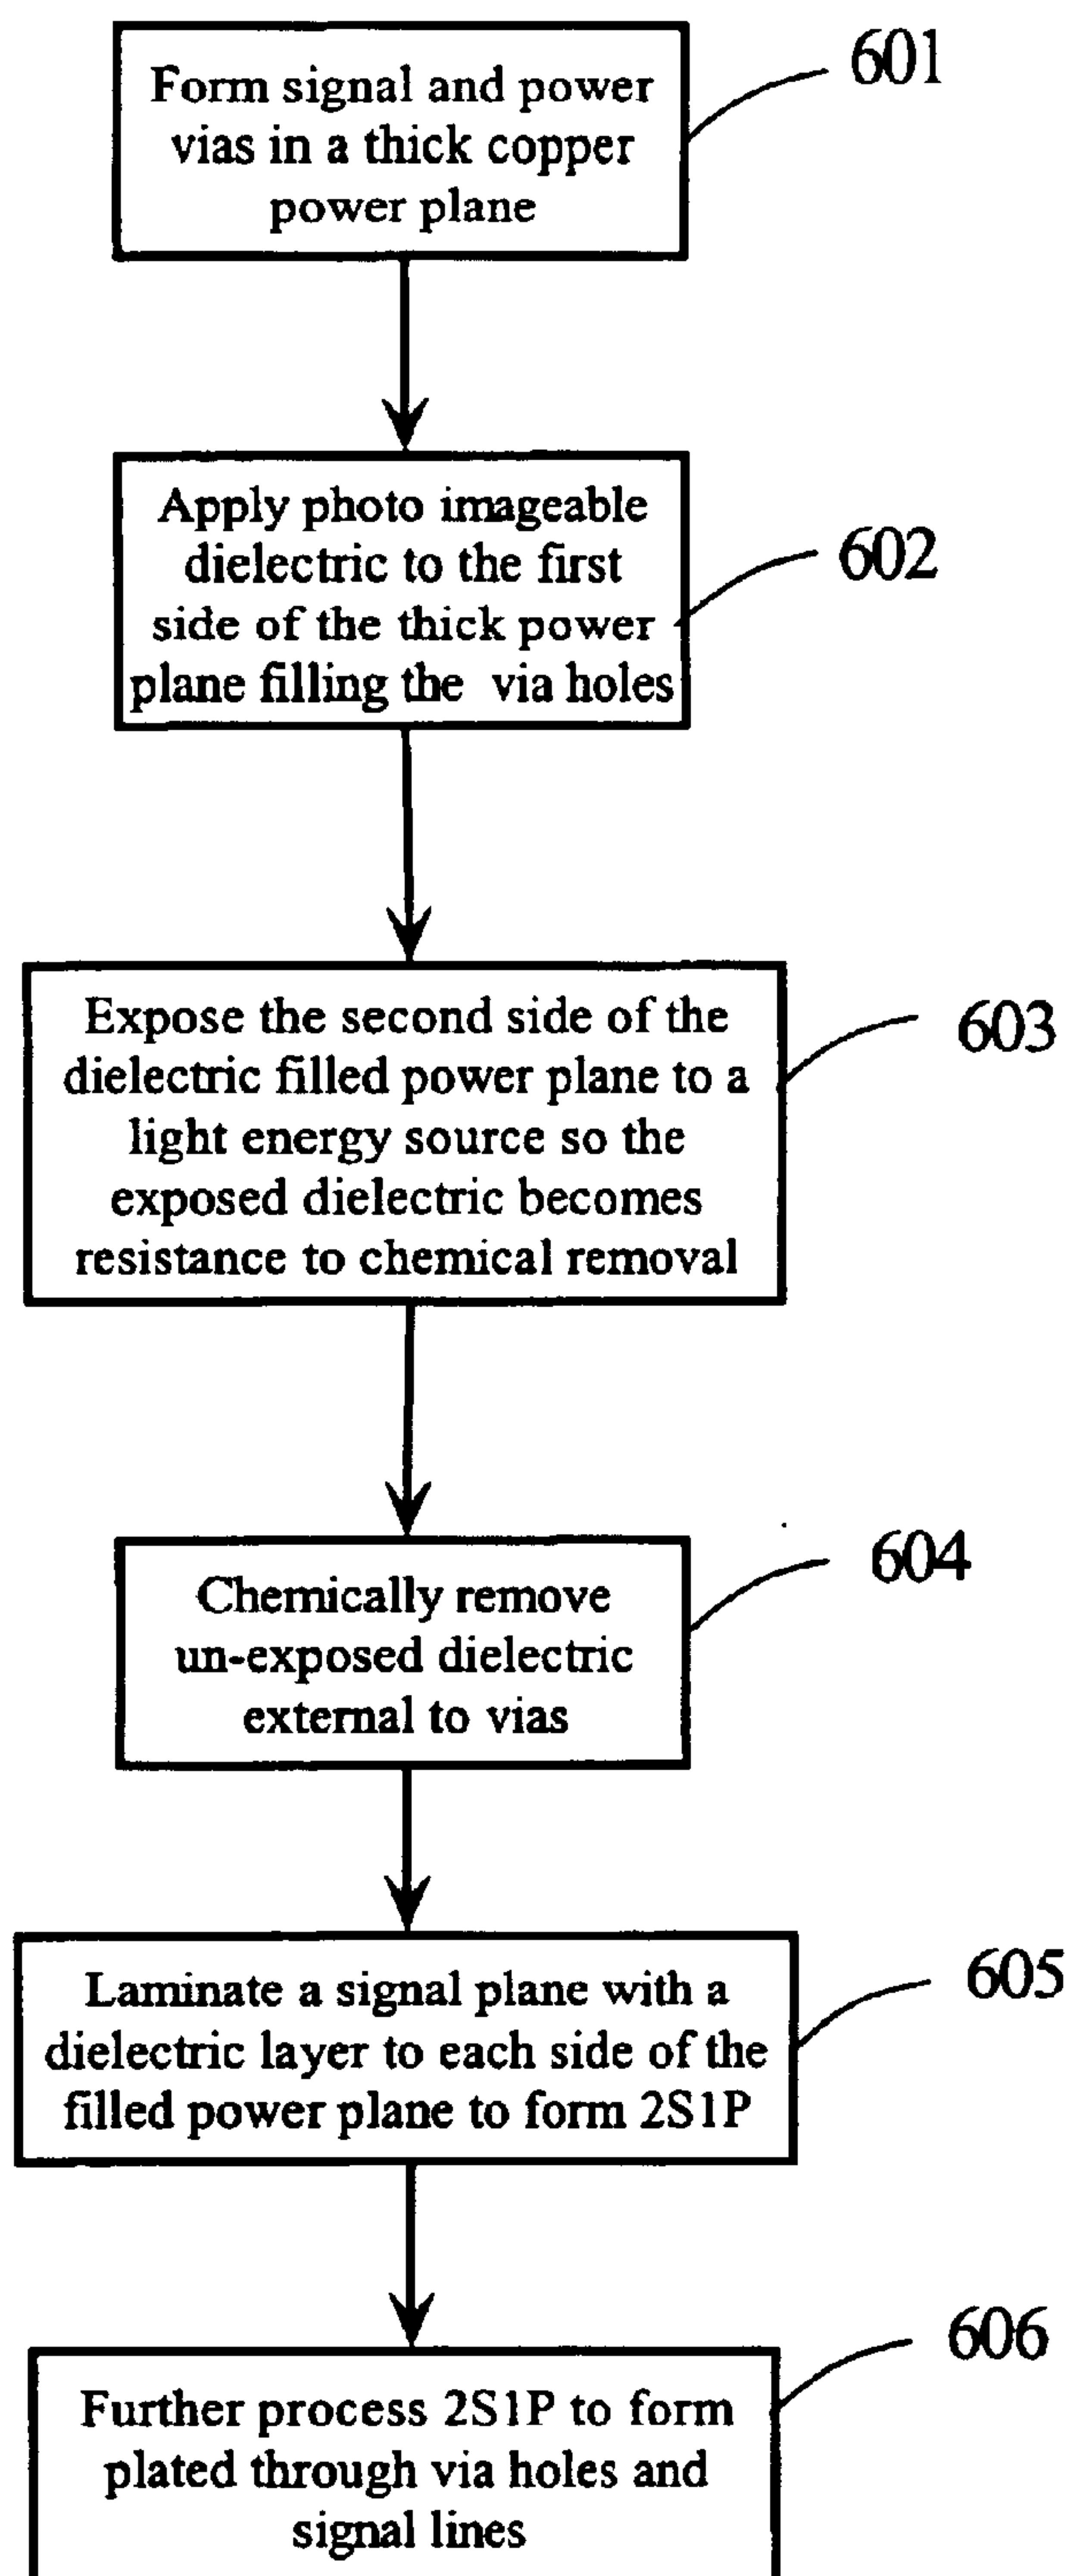 Form signal and power
vias in a thick copper
power plane
601
Apply photo imageable
dielectric to the first
side of the thick power
plane filling the via holes
602
Expose the second side of the
dielectric filled power plane to a
light energy source so the
exposed dielectric becomes
resistance to chemical removal
603
Chemically remove
un-exposed dielectric
external to vias
604
Laminate a signal plane with a
dielectric layer to each side of the
filled power plane to form 2S1P
605
Further process 2S1P to form
plated through via holes and
signal lines
606